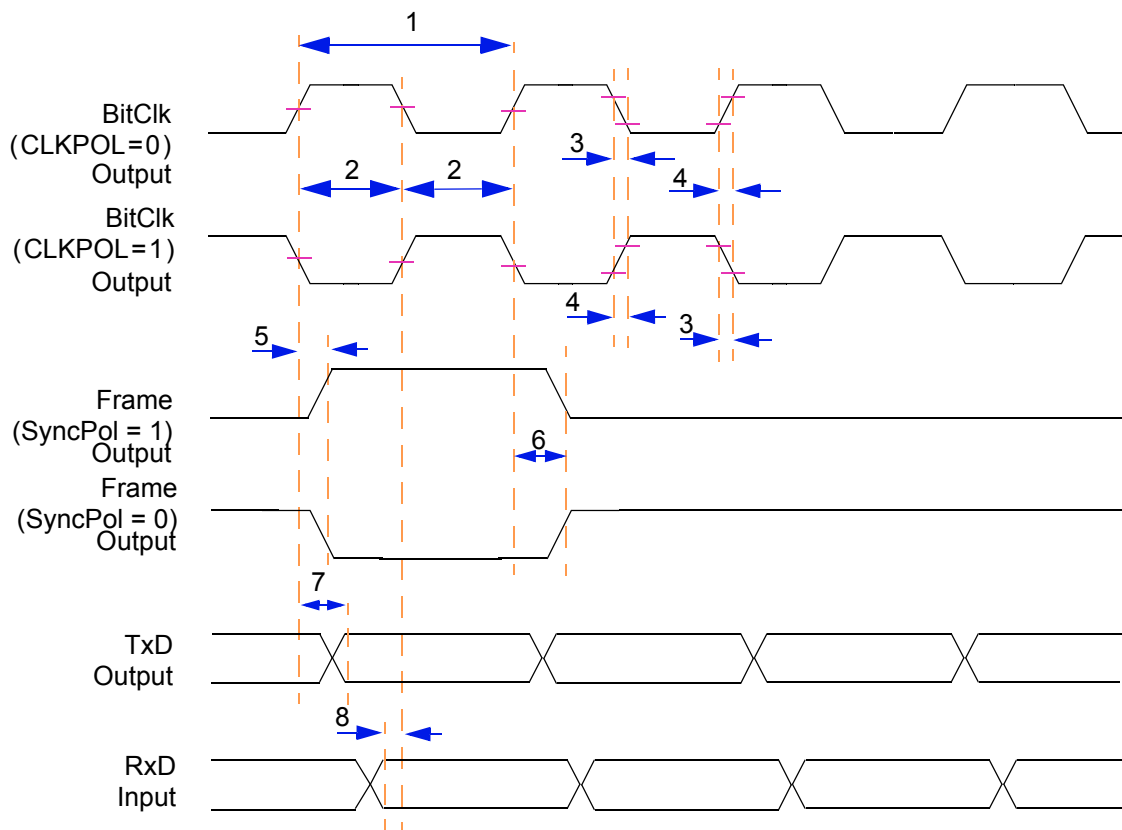 1
BitClk
(CLKPOL=0)
Output
3
2
2
4
BitClk
(CLKPOL=1)
Output
4
3
5
Frame
(SyncPol = 1)
Output
6
Frame
(SyncPol = 0)
Output
7
TxD
Output
8
RxD
Input